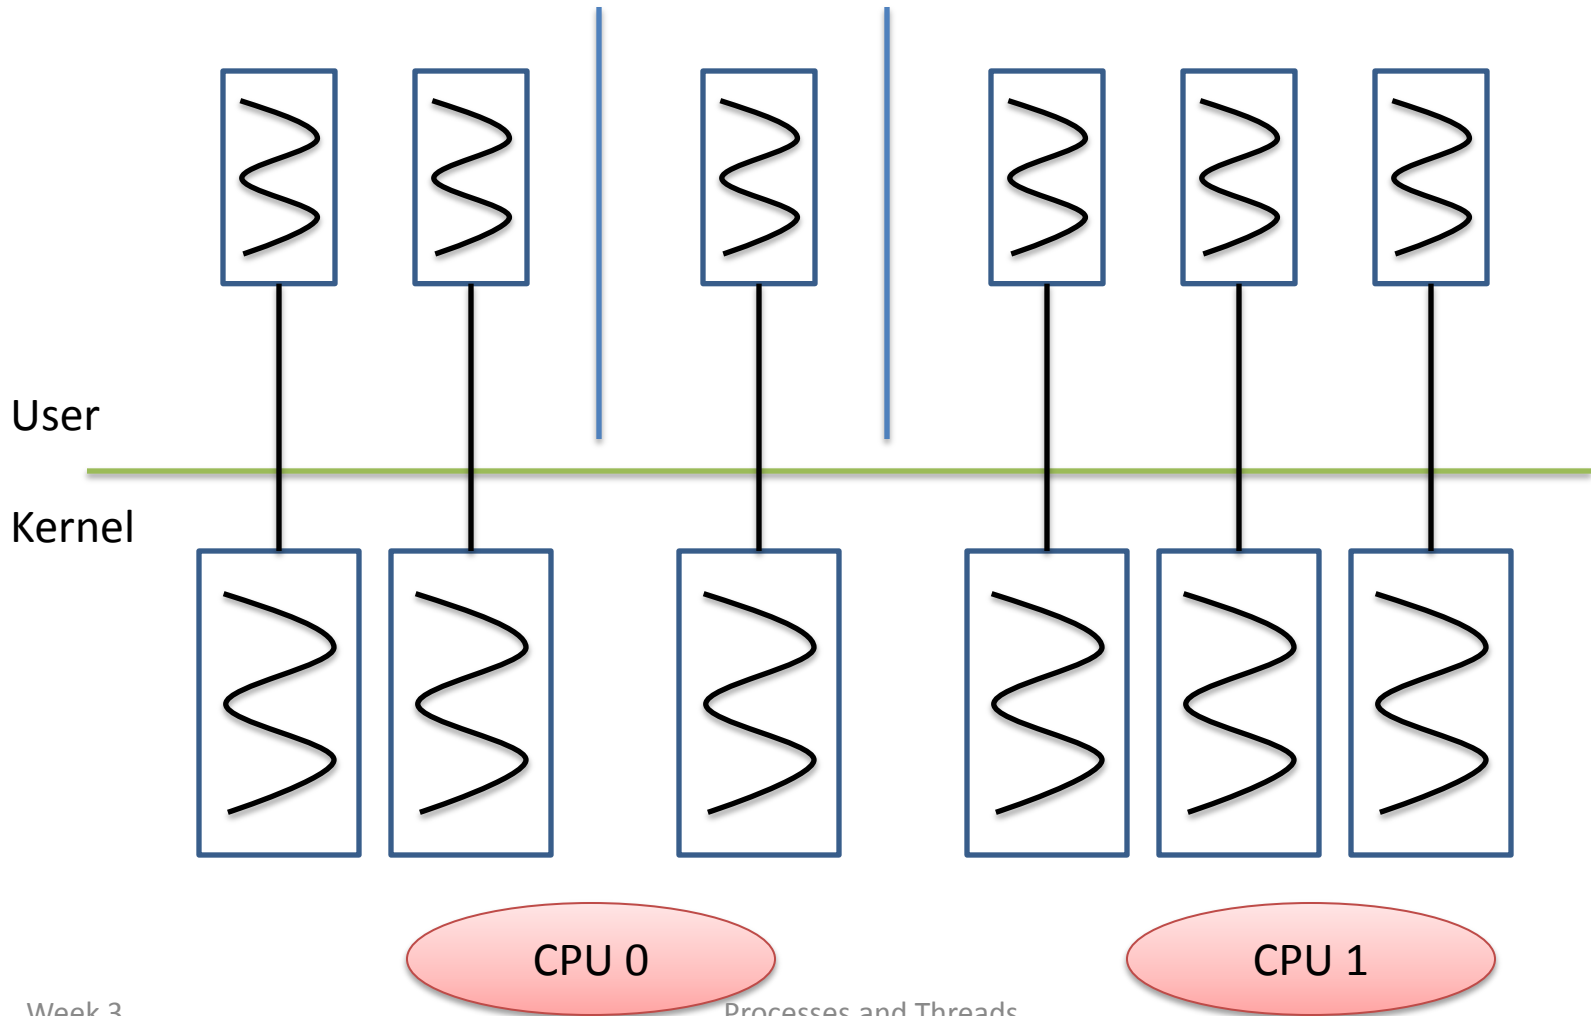 User
Kernel
CPU 0
CPU 1
Week 3
Processes and Threads